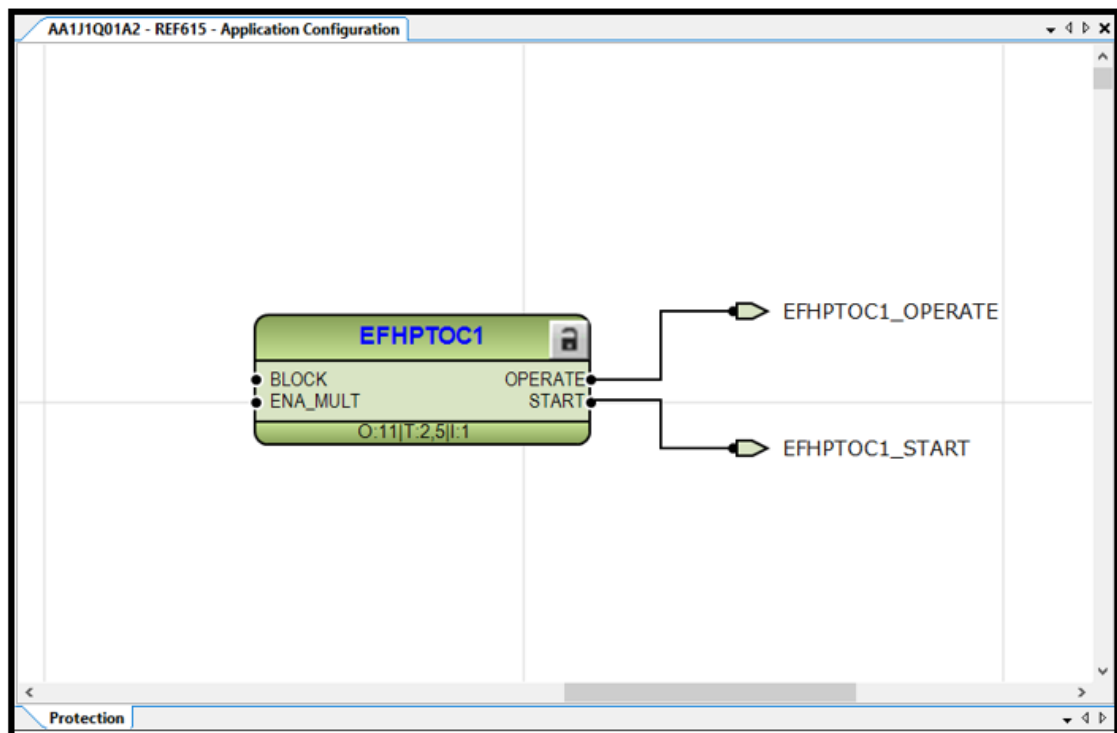 AA1J1Q01A2 - REF615 - Application Configuration
EFHPTOC1
BLOCK
ENA_MULT
OPERATE
START
O:11|T:2,5|I:1
EFHPTOC1_OPERATE
EFHPTOC1_START
Protection